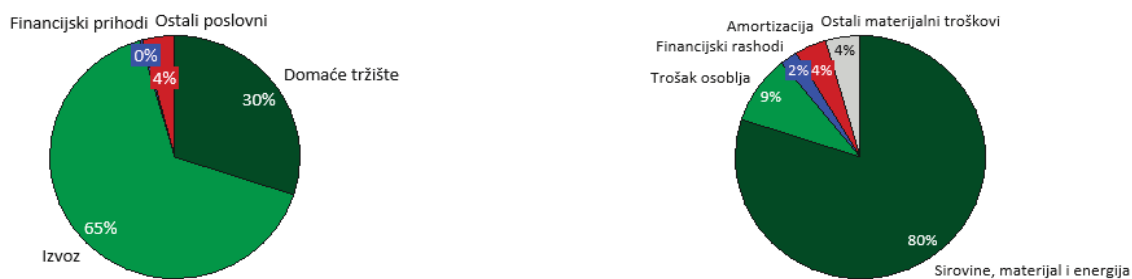 Financijski prihodi
Ostali poslovni
0%
4%
Domaće tržište
30%
65%
Izvoz
Ostali materijalni troškovi
Amortizacija
Financijski rashodi
Trošak osoblja
4%
4%
2%
9%
80%
Sirovine, materijal i energija